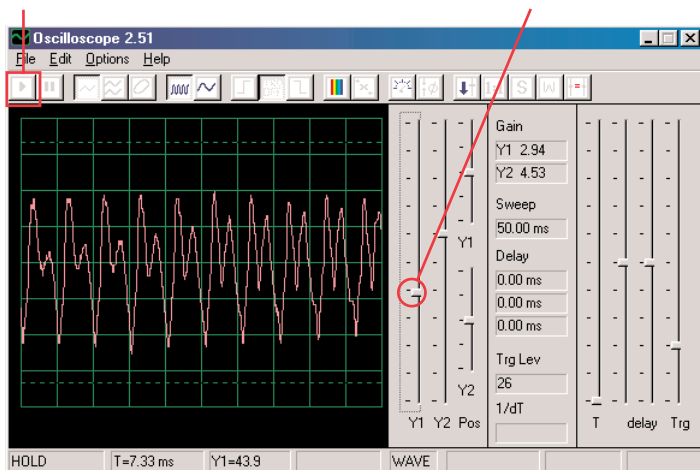 Oscilloscope 2.51
File Edit Options Help
1:1 S W
Gain
Y1 2.94
Y2 4.53
Sweep
50.00 ms
Delay
0.00 ms
0.00 ms
0.00 ms
Trg Lev
26
1/dT
Y1
Y2
Y1 Y2 Pos
T delay Trg
HOLD T=7.33 ms Y1=43.9 WAVE